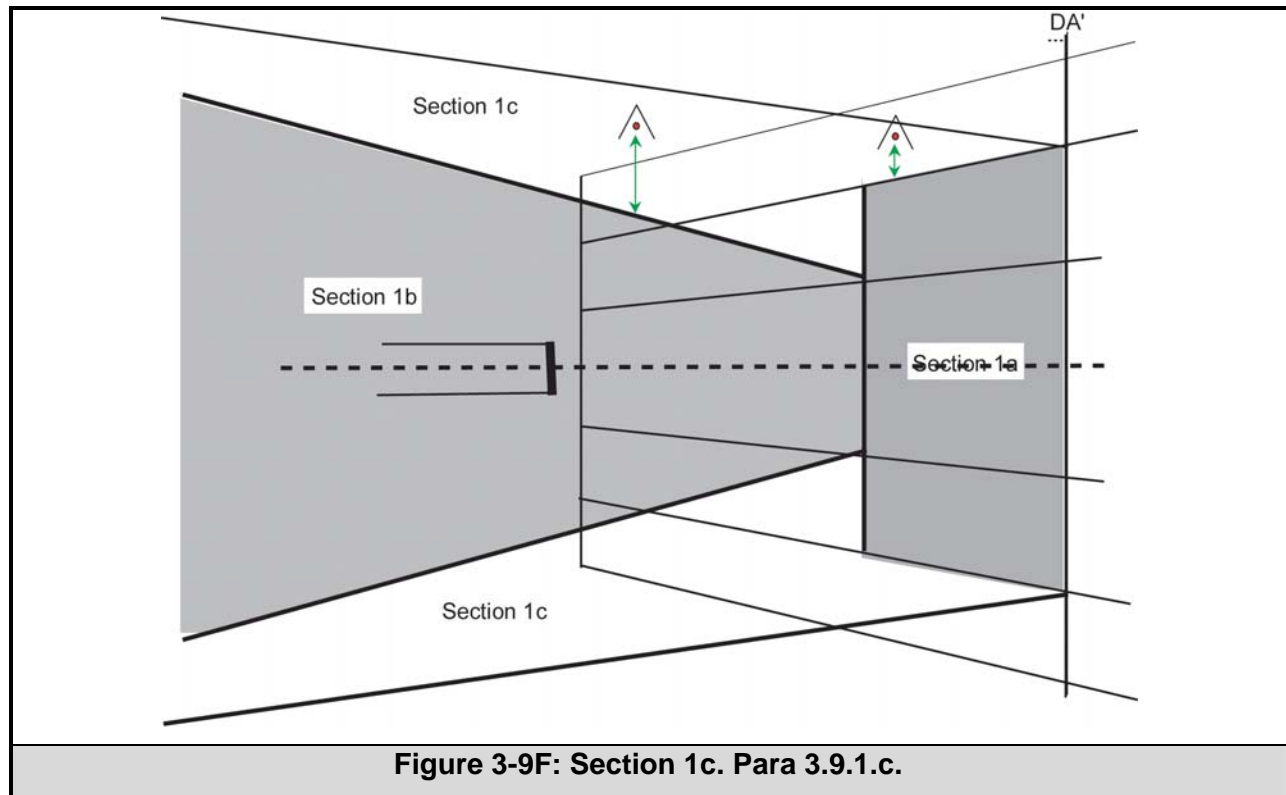 DA'
Section 1c
Section 1b
Section 1a
Section 1c
Figure 3-9F: Section 1c. Para 3.9.1.c.